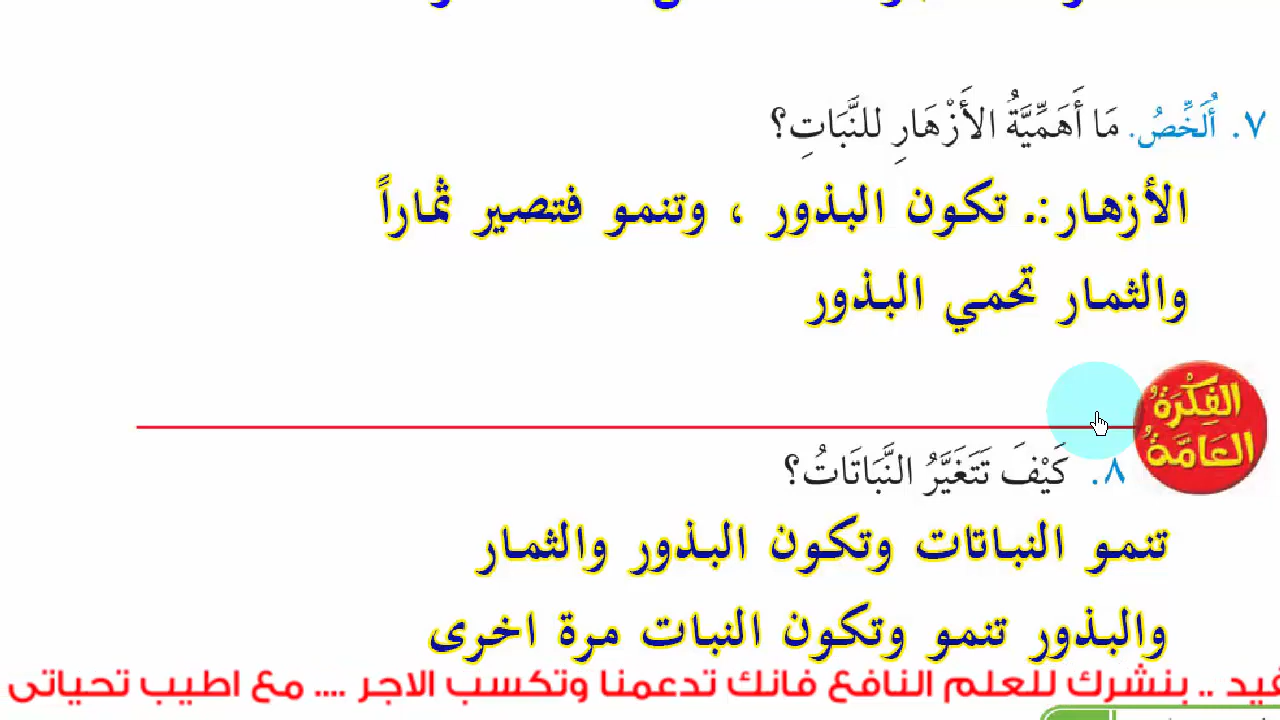 ٧. أُلَخِّصُ. مَا أَهَمِّيَّةُ الأَزْهَارِ للنَّبَاتِ؟
الأزهار:. تكون البذور ، وتنمو فتصير ثماراً
والثمار تحمي البذور
الفِكْرَةُ
العَامَّةُ
٨. كَيْفَ تَتَغَيَّرُ النَّبَاتَاتُ؟
تنمو النباتات وتكون البذور والثمار
والبذور تنمو وتكون النبات مرة اخرى
.. بنشرك للعلم النافع فانك تدعمنا وتكسب الاجر .... مع اطيب تحياتى